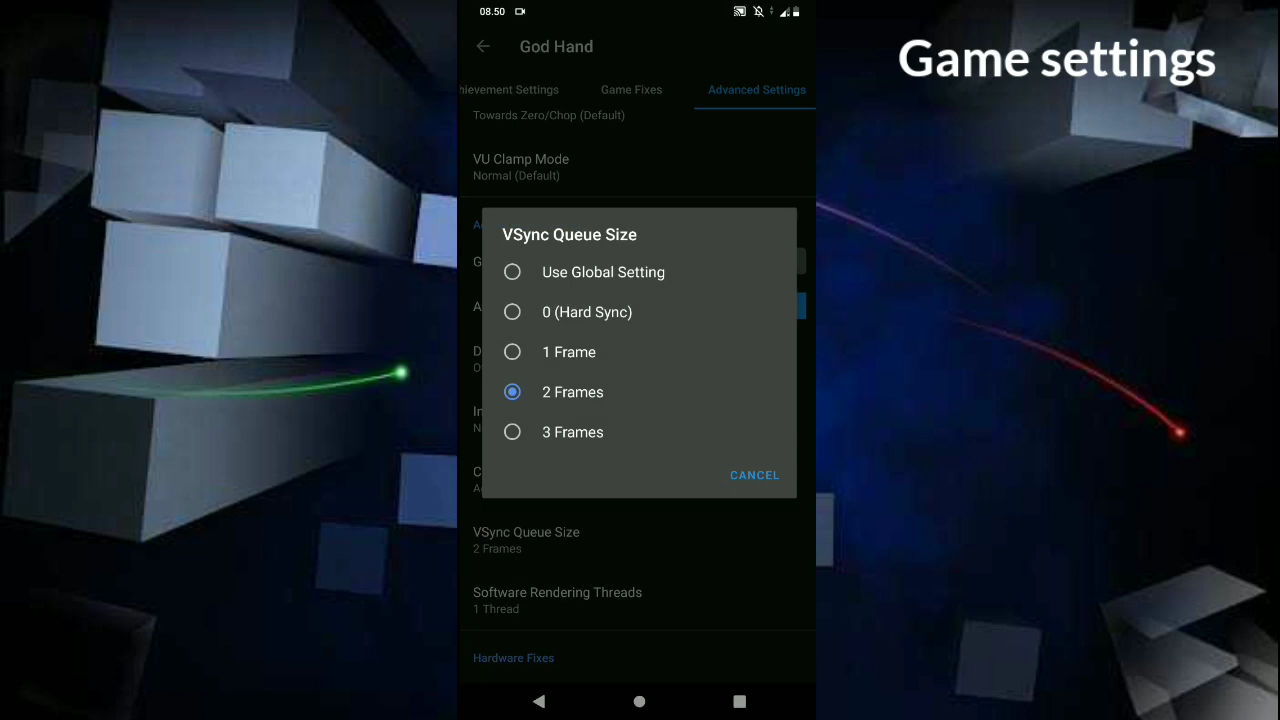 08.50
God Hand
Game settings
hievement Settings
Game Fixes
Advanced Settings
Towards Zero/Chop (Default)
VU Clamp Mode
Normal (Default)
VSync Queue Size
Use Global Setting
0 (Hard Sync)
1 Frame
2 Frames
3 Frames
CANCEL
VSync Queue Size
2 Frames
Software Rendering Threads
1 Thread
Hardware Fixes